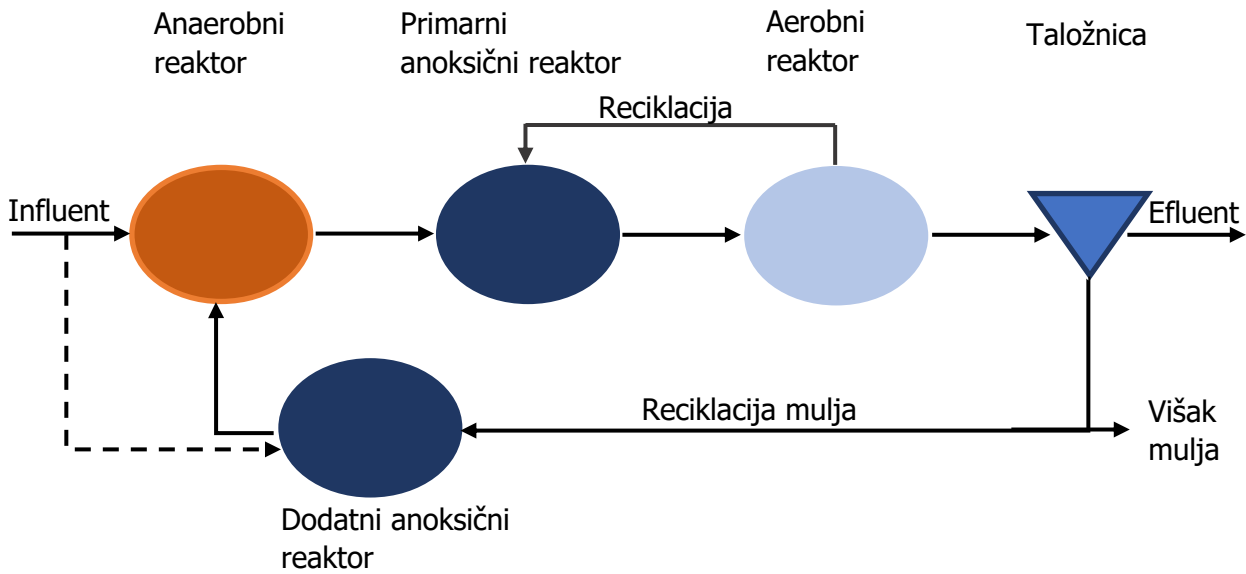 Anaerobni
reaktor
Primarni
anoksični reaktor
Aerobni
reaktor
Taložnica
Reciklacija
Influent
Efluent
Reciklacija mulja
Višak
mulja
Dodatni anoksični
reaktor